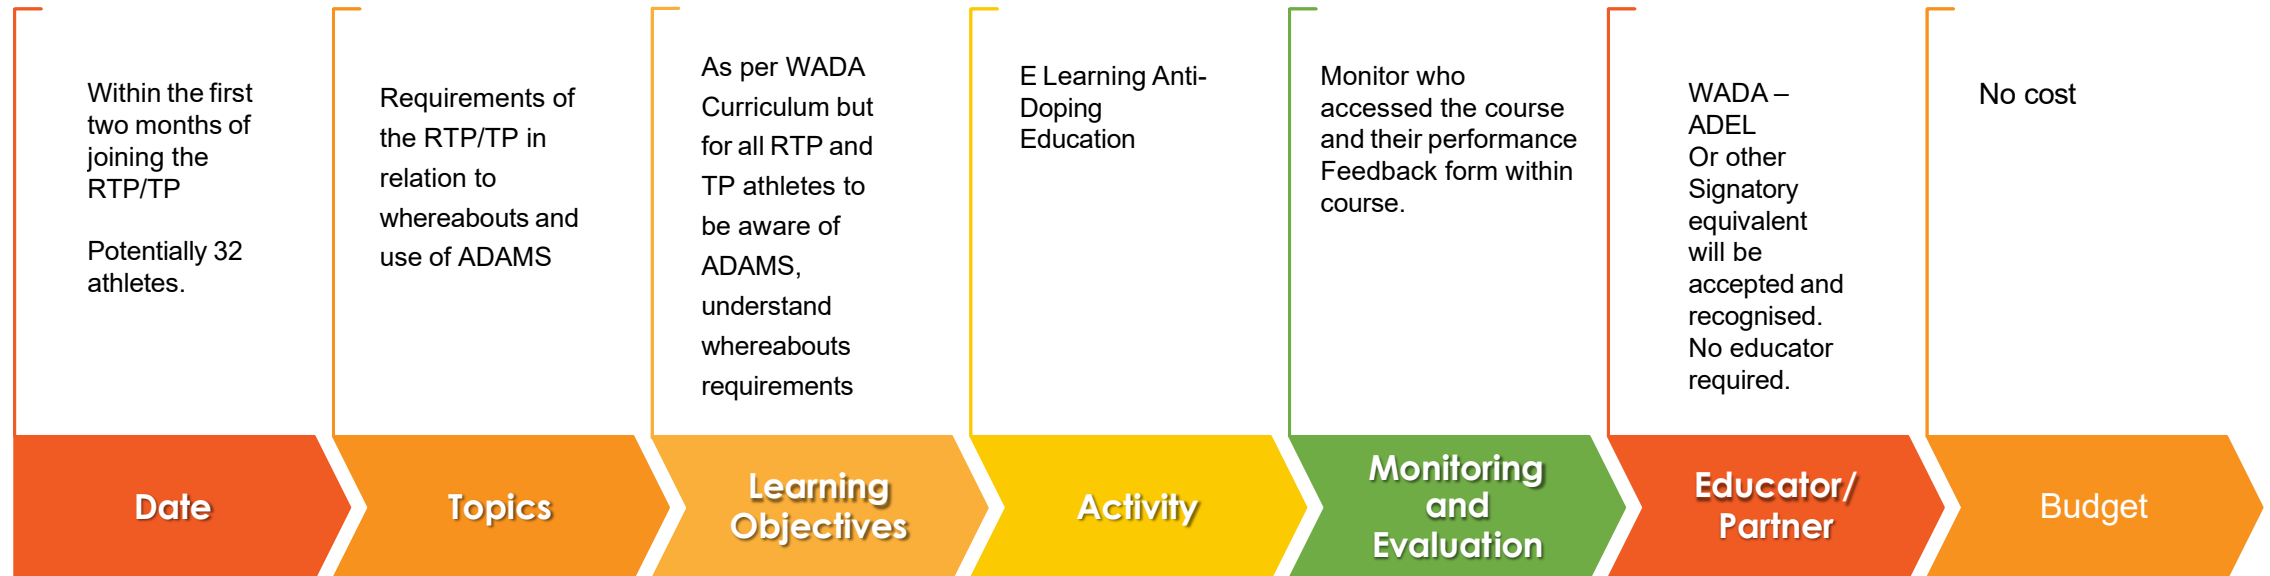 Within the first
two months of
joining the
RTP/TP
Potentially 32
athletes.
Date
Requirements of
the RTP/TP in
relation to
whereabouts and
use of ADAMS
Topics
As per WADA
Curriculum but
for all RTP and
TP athletes to
be aware of
ADAMS,
understand
whereabouts
requirements
Learning
Objectives
E Learning Anti-
Doping
Education
Activity
Monitor who
accessed the course
and their performance
Feedback form within
course.
Monitoring
and
Evaluation
WADA –
ADEL
Or other
Signatory
equivalent
will be
accepted and
recognised.
No educator
required.
Educator/
Partner
No cost
Budget